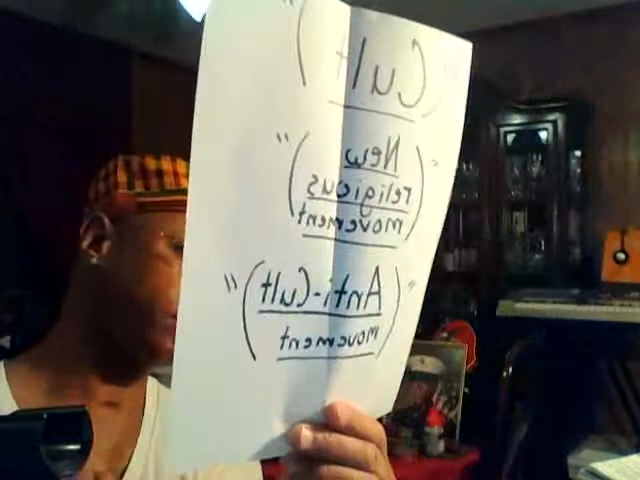 "(Cult)"
"(New
religious
movement)"
"(Anti-Cult
movement)"